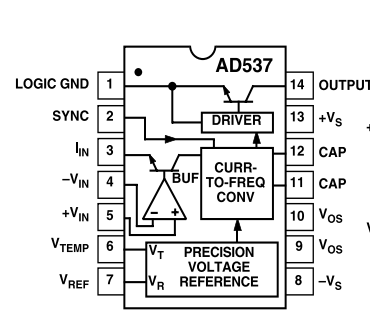 AD537
LOGIC GND 1
14 OUTPUT
SYNC 2
DRIVER
13 +VS
IIN 3
12 CAP
–VIN 4
BUF
CURR-
TO-FREQ
CONV
11 CAP
+VIN 5
– +
10 VOS
VTEMP 6
VT
PRECISION
VOLTAGE
REFERENCE
9 VOS
VREF 7
VR
8 –VS